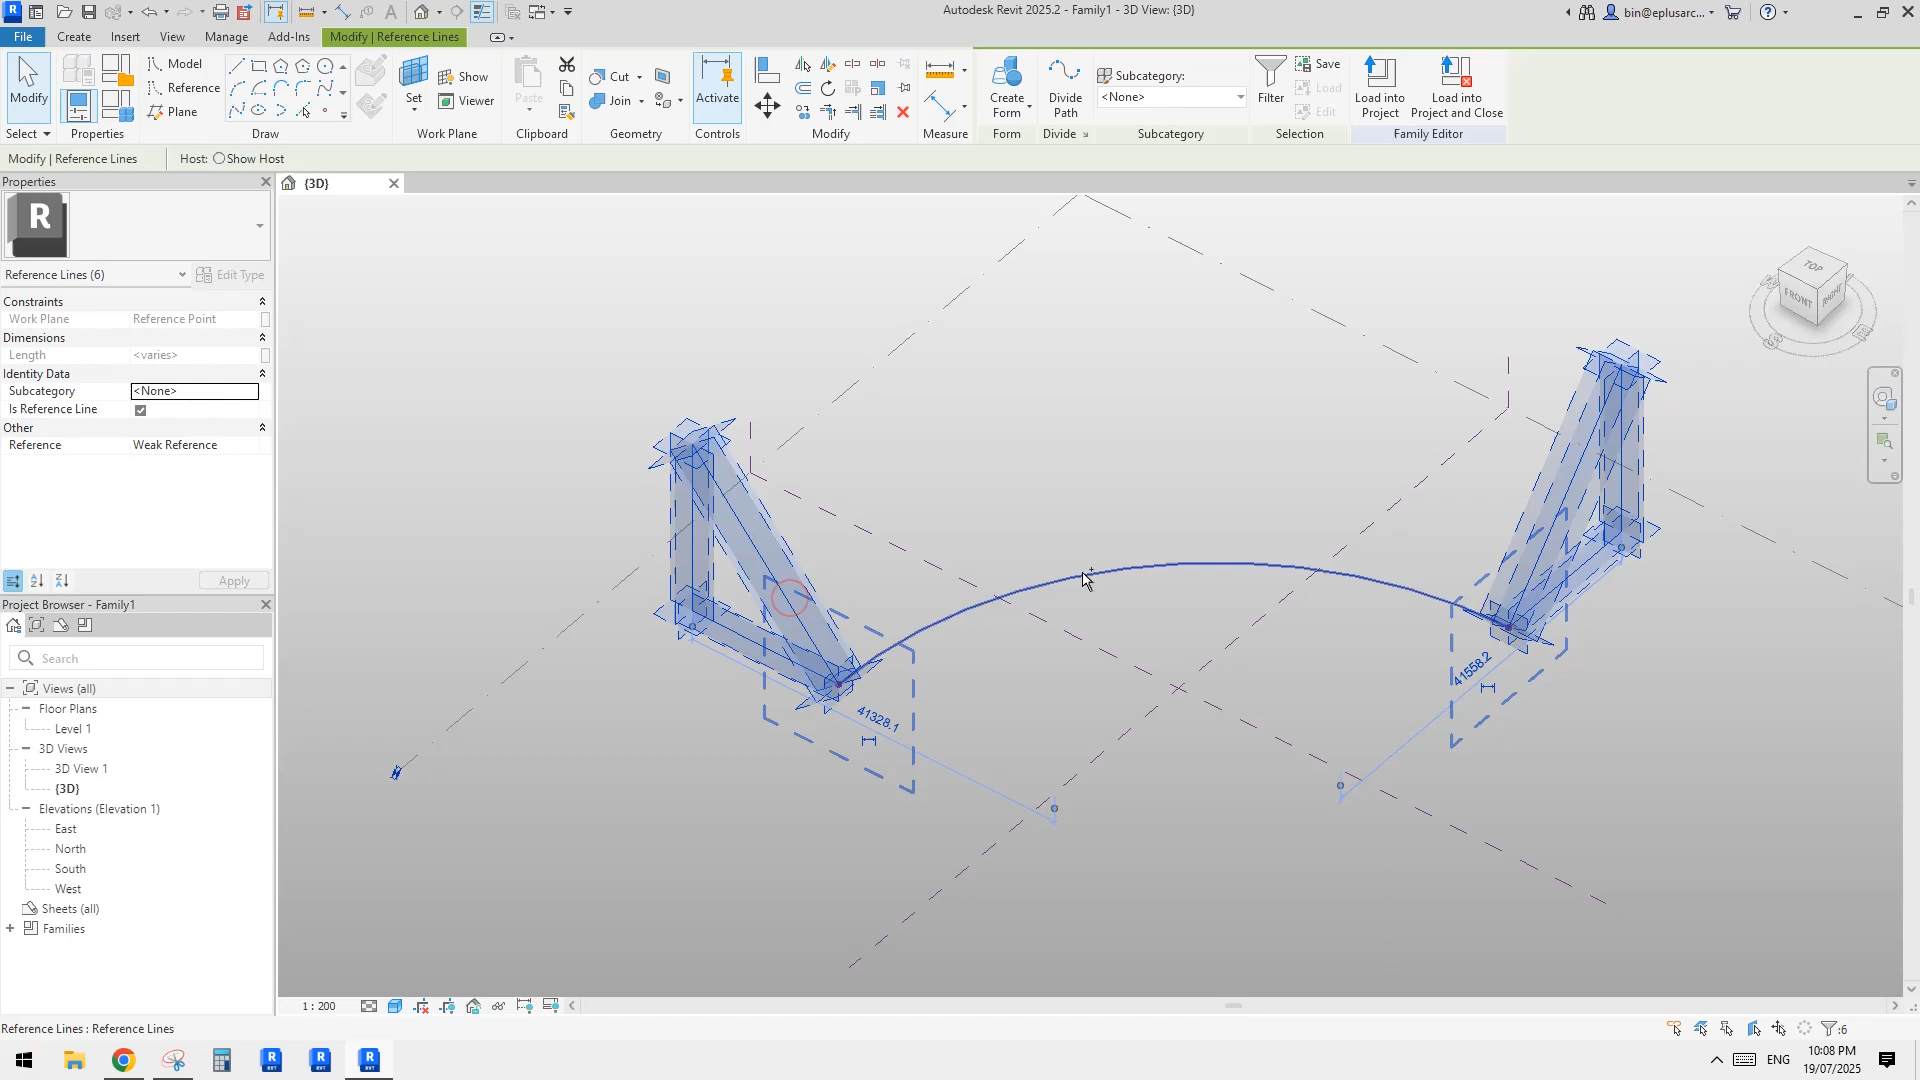 Autodesk Revit 2025.2 - Family1 - 3D View: {3D}
bin@eplusarc...
File
Create
Insert
View
Manage
Add-Ins
Modify | Reference Lines
Modify
Model
Reference
Plane
Set
Show
Viewer
Paste
Cut
Join
Activate
Create
Form
Divide
Path
Subcategory:
<None>
Filter
Save
Load
Edit
Load into
Project
Load into
Project and Close
Select
Properties
Draw
Work Plane
Clipboard
Geometry
Controls
Modify
Measure
Form
Divide
Subcategory
Selection
Family Editor
Modify | Reference Lines
Host:
Show Host
Properties
{3D}
R
Reference Lines (6)
Edit Type
Constraints
Work Plane
Reference Point
Dimensions
Length
<varies>
Identity Data
Subcategory
<None>
Is Reference Line
Other
Reference
Weak Reference
Apply
Project Browser - Family1
Search
Views (all)
Floor Plans
Level 1
3D Views
3D View 1
{3D}
Elevations (Elevation 1)
East
North
South
West
Sheets (all)
Families
TOP
FRONT
RIGHT
41328.1
41558.2
1 : 200
Reference Lines : Reference Lines
:6
ENG
10:08 PM
19/07/2025